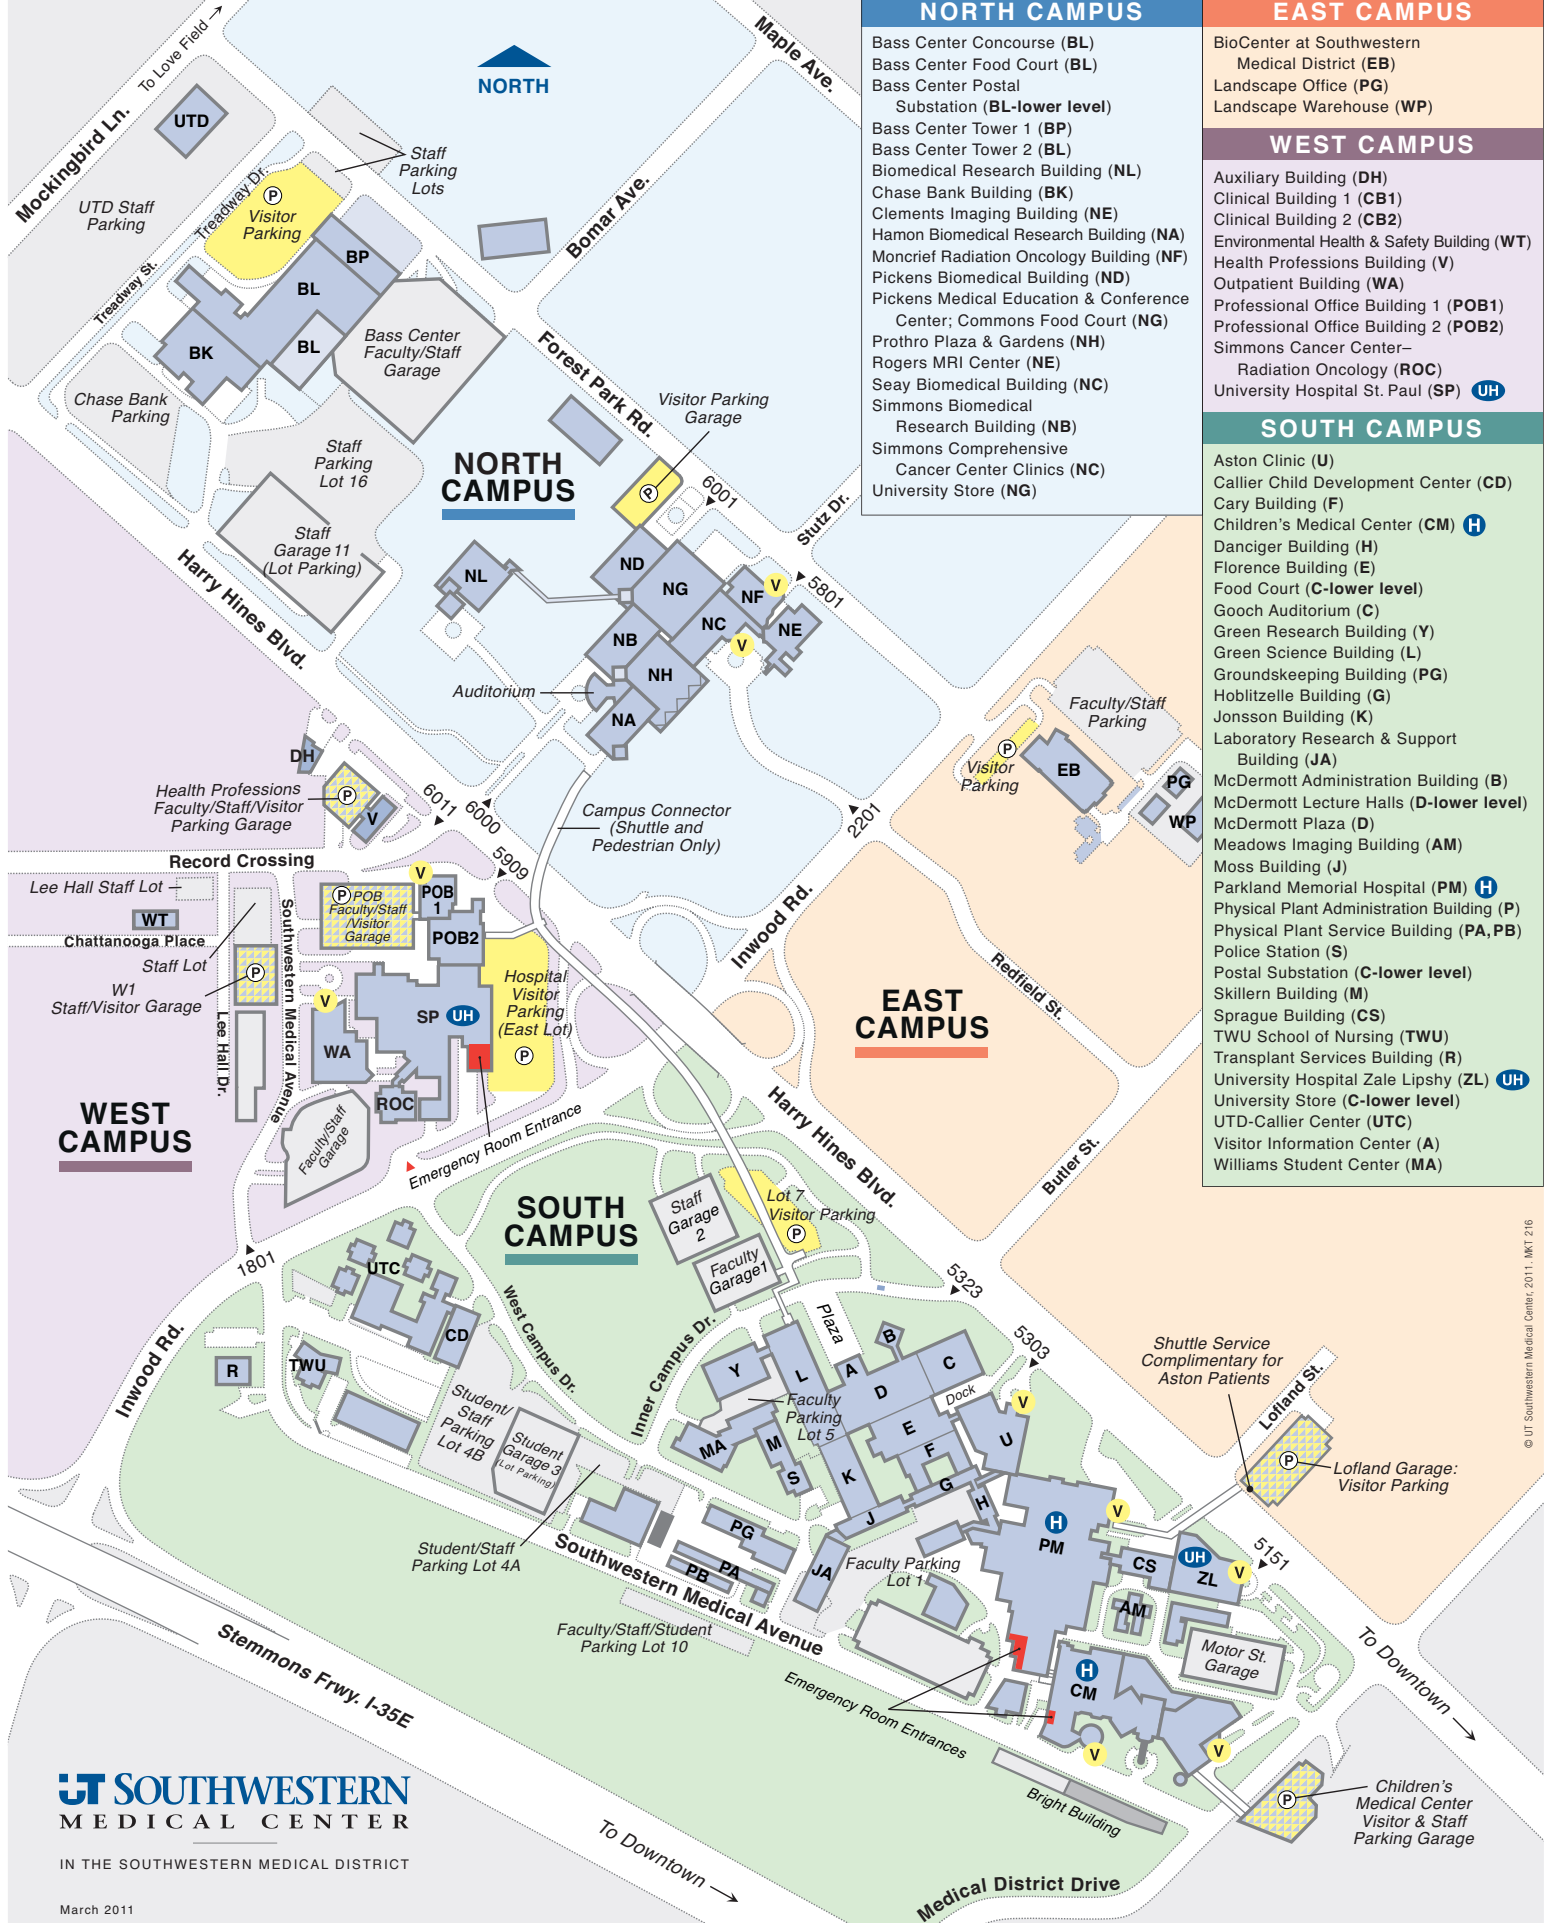 NORTH CAMPUS
Bass Center Concourse (BL)
Bass Center Food Court (BL)
Bass Center Postal
Substation (BL-lower level)
Bass Center Tower 1 (BP)
Bass Center Tower 2 (BL)
Biomedical Research Building (NL)
Chase Bank Building (BK)
Clements Imaging Building (NE)
Hamon Biomedical Research Building (NA)
Moncrief Radiation Oncology Building (NF)
Pickens Biomedical Building (ND)
Pickens Medical Education & Conference
Center; Commons Food Court (NG)
Prothro Plaza & Gardens (NH)
Rogers MRI Center (NE)
Seay Biomedical Building (NC)
Simmons Biomedical
Research Building (NB)
Simmons Comprehensive
Cancer Center Clinics (NC)
University Store (NG)
EAST CAMPUS
BioCenter at Southwestern
Medical District (EB)
Landscape Office (PG)
Landscape Warehouse (WP)
WEST CAMPUS
Auxiliary Building (DH)
Clinical Building 1 (CB1)
Clinical Building 2 (CB2)
Environmental Health & Safety Building (WT)
Health Professions Building (V)
Outpatient Building (WA)
Professional Office Building 1 (POB1)
Professional Office Building 2 (POB2)
Simmons Cancer Center–
Radiation Oncology (ROC)
University Hospital St. Paul (SP) UH
SOUTH CAMPUS
Aston Clinic (U)
Callier Child Development Center (CD)
Cary Building (F)
Children's Medical Center (CM) H
Danciger Building (H)
Florence Building (E)
Food Court (C-lower level)
Gooch Auditorium (C)
Green Research Building (Y)
Green Science Building (L)
Groundskeeping Building (PG)
Hoblitzelle Building (G)
Jonsson Building (K)
Laboratory Research & Support
Building (JA)
McDermott Administration Building (B)
McDermott Lecture Halls (D-lower level)
McDermott Plaza (D)
Meadows Imaging Building (AM)
Moss Building (J)
Parkland Memorial Hospital (PM) H
Physical Plant Administration Building (P)
Physical Plant Service Building (PA,PB)
Police Station (S)
Postal Substation (C-lower level)
Skillern Building (M)
Sprague Building (CS)
TWU School of Nursing (TWU)
Transplant Services Building (R)
University Hospital Zale Lipshy (ZL) UH
University Store (C-lower level)
UTD-Callier Center (UTC)
Visitor Information Center (A)
Williams Student Center (MA)
To Love Field
Mockingbird Ln.
Maple Ave.
NORTH
UTD
Staff
Parking
Lots
UTD Staff
Parking
Treadway Dr.
P
Visitor
Parking
Treadway St.
Bomar Ave.
BP
BL
BL
BK
Bass Center
Faculty/Staff
Garage
Chase Bank
Parking
Forest Park Rd.
Visitor Parking
Garage
P
Staff
Parking
Lot 16
NORTH
CAMPUS
6001
Stutz Dr.
Staff
Garage 11
(Lot Parking)
Harry Hines Blvd.
NL
ND
NG
NF
V
5801
NC
NE
V
NB
NH
NA
Auditorium
Faculty/Staff
Parking
P
Visitor
Parking
EB
PG
WP
2201
DH
Health Professions
Faculty/Staff/Visitor
Parking Garage
P
V
6011
6000
5909
Campus Connector
(Shuttle and
Pedestrian Only)
Record Crossing
Lee Hall Staff Lot
WT
Chattanooga Place
Staff Lot
W1
Staff/Visitor Garage
P
Lee Hall Dr.
Southwestern Medical Avenue
P POB
Faculty/Staff
/Visitor
Garage
V
POB
1
POB2
Hospital
Visitor
Parking
(East Lot)
P
V
SP UH
WA
ROC
Faculty/Staff
Garage
Emergency Room Entrance
WEST
CAMPUS
Inwood Rd.
EAST
CAMPUS
Redfield St.
Butler St.
Harry Hines Blvd.
SOUTH
CAMPUS
Staff
Garage
2
Lot 7
Visitor Parking
P
Faculty
Garage1
1801
Inwood Rd.
UTC
CD
R
TWU
West Campus Dr.
Inner Campus Dr.
Plaza
5323
5303
Y
L
A
B
C
D
Dock
E
F
G
H
U
V
K
J
Faculty
Parking
Lot 5
MA
M
S
Student/
Staff
Parking
Lot 4B
Student
Garage 3
(Lot Parking)
Student/Staff
Parking Lot 4A
PG
PA
PB
JA
Faculty Parking
Lot 1
Southwestern Medical Avenue
Faculty/Staff/Student
Parking Lot 10
Shuttle Service
Complimentary for
Aston Patients
Lofland St.
P
Lofland Garage:
Visitor Parking
H
PM
V
CS
UH
ZL
V
5151
AM
Motor St.
Garage
H
CM
V
V
Emergency Room Entrances
Bright Building
To Downtown
P
Children's
Medical Center
Visitor & Staff
Parking Garage
Medical District Drive
Stemmons Frwy. I-35E
To Downtown
UT SOUTHWESTERN
MEDICAL CENTER
IN THE SOUTHWESTERN MEDICAL DISTRICT
March 2011
© UT Southwestern Medical Center, 2011. MKT 216